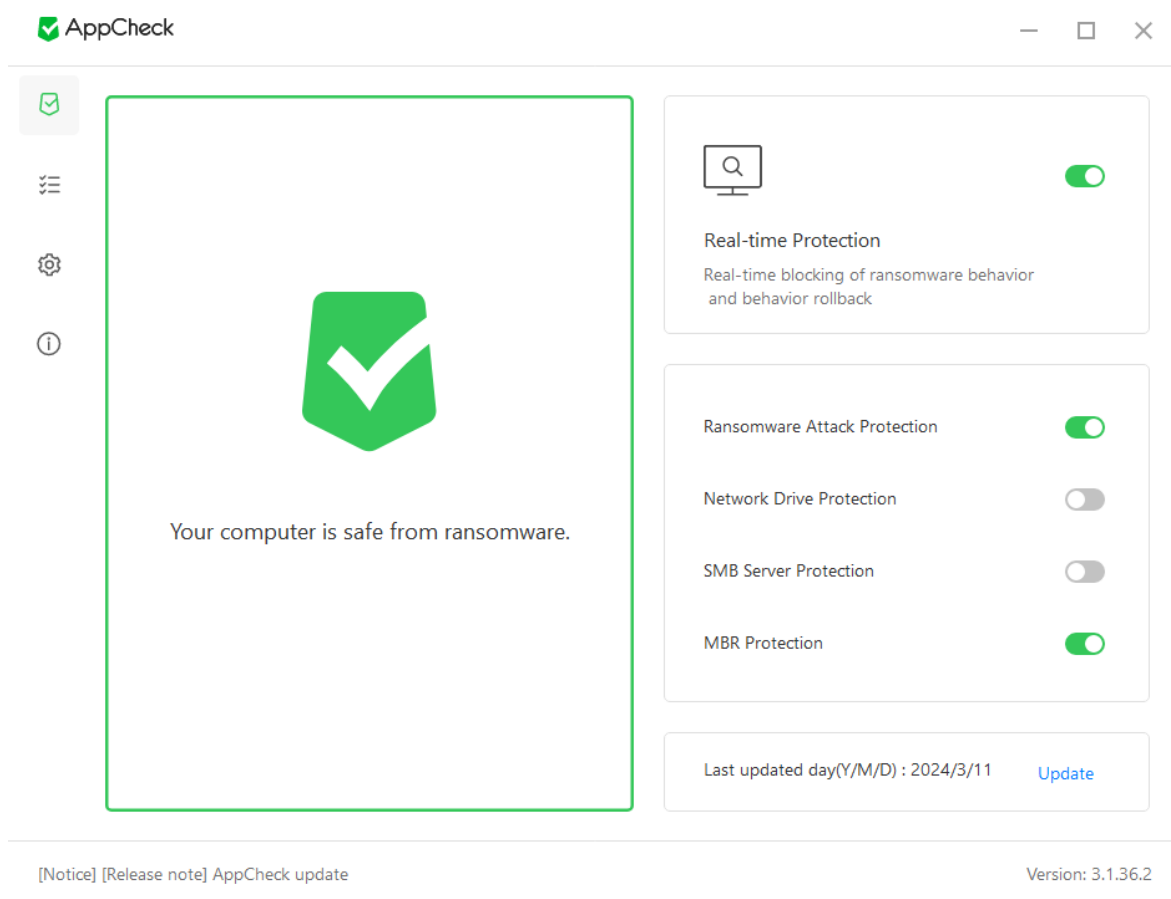 AppCheck
Your computer is safe from ransomware.
Real-time Protection
Real-time blocking of ransomware behavior
and behavior rollback
Ransomware Attack Protection
Network Drive Protection
SMB Server Protection
MBR Protection
Last updated day(Y/M/D) : 2024/3/11
Update
[Notice] [Release note] AppCheck update
Version: 3.1.36.2